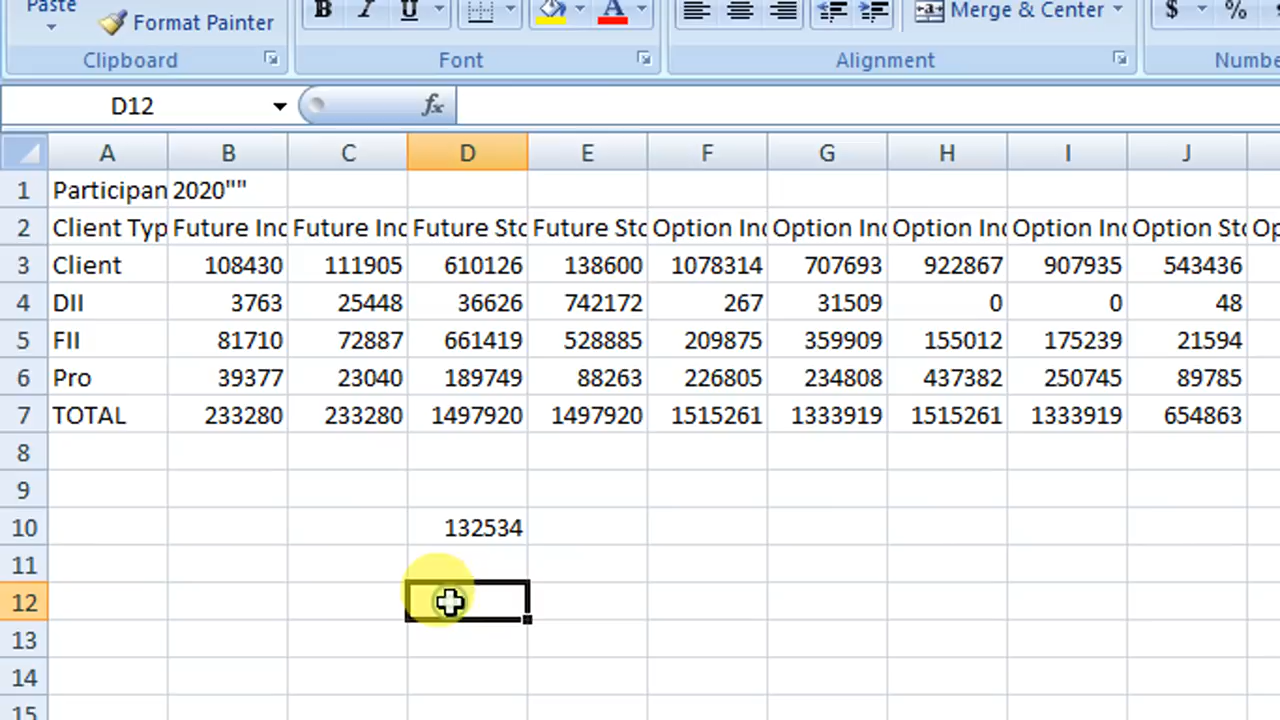 Paste Format Painter B I U A Merge & Center $ %
Clipboard Font Alignment Numbe
D12 fx
A B C D E F G H I J
1 Participan 2020""
2 Client Typ Future Inc Future Inc Future Sto Future Sto Option Inc Option Inc Option Inc Option Inc Option Sto Op
3 Client 108430 111905 610126 138600 1078314 707693 922867 907935 543436
4 DII 3763 25448 36626 742172 267 31509 0 0 48
5 FII 81710 72887 661419 528885 209875 359909 155012 175239 21594
6 Pro 39377 23040 189749 88263 226805 234808 437382 250745 89785
7 TOTAL 233280 233280 1497920 1497920 1515261 1333919 1515261 1333919 654863
8
9
10 132534
11
12
13
14
15